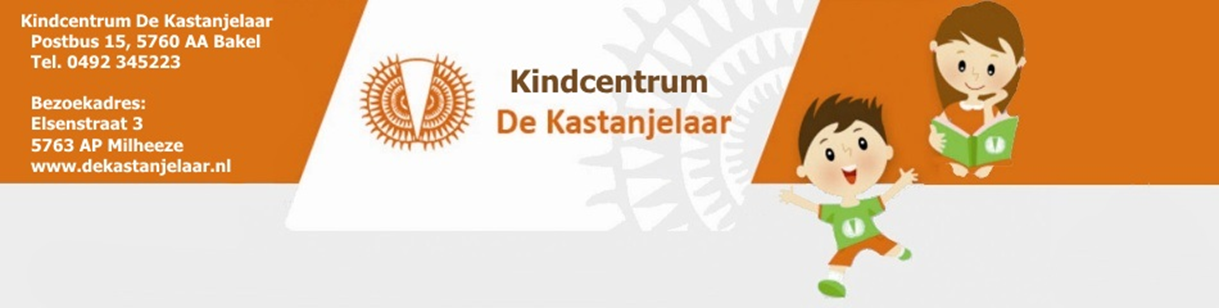 Kindcentrum De Kastanjelaar
Postbus 15, 5760 AA Bakel
Tel. 0492 345223
Bezoekadres:
Elsenstraat 3
5763 AP Milheeze
www.dekastanjelaar.nl
Kindcentrum
De Kastanjelaar